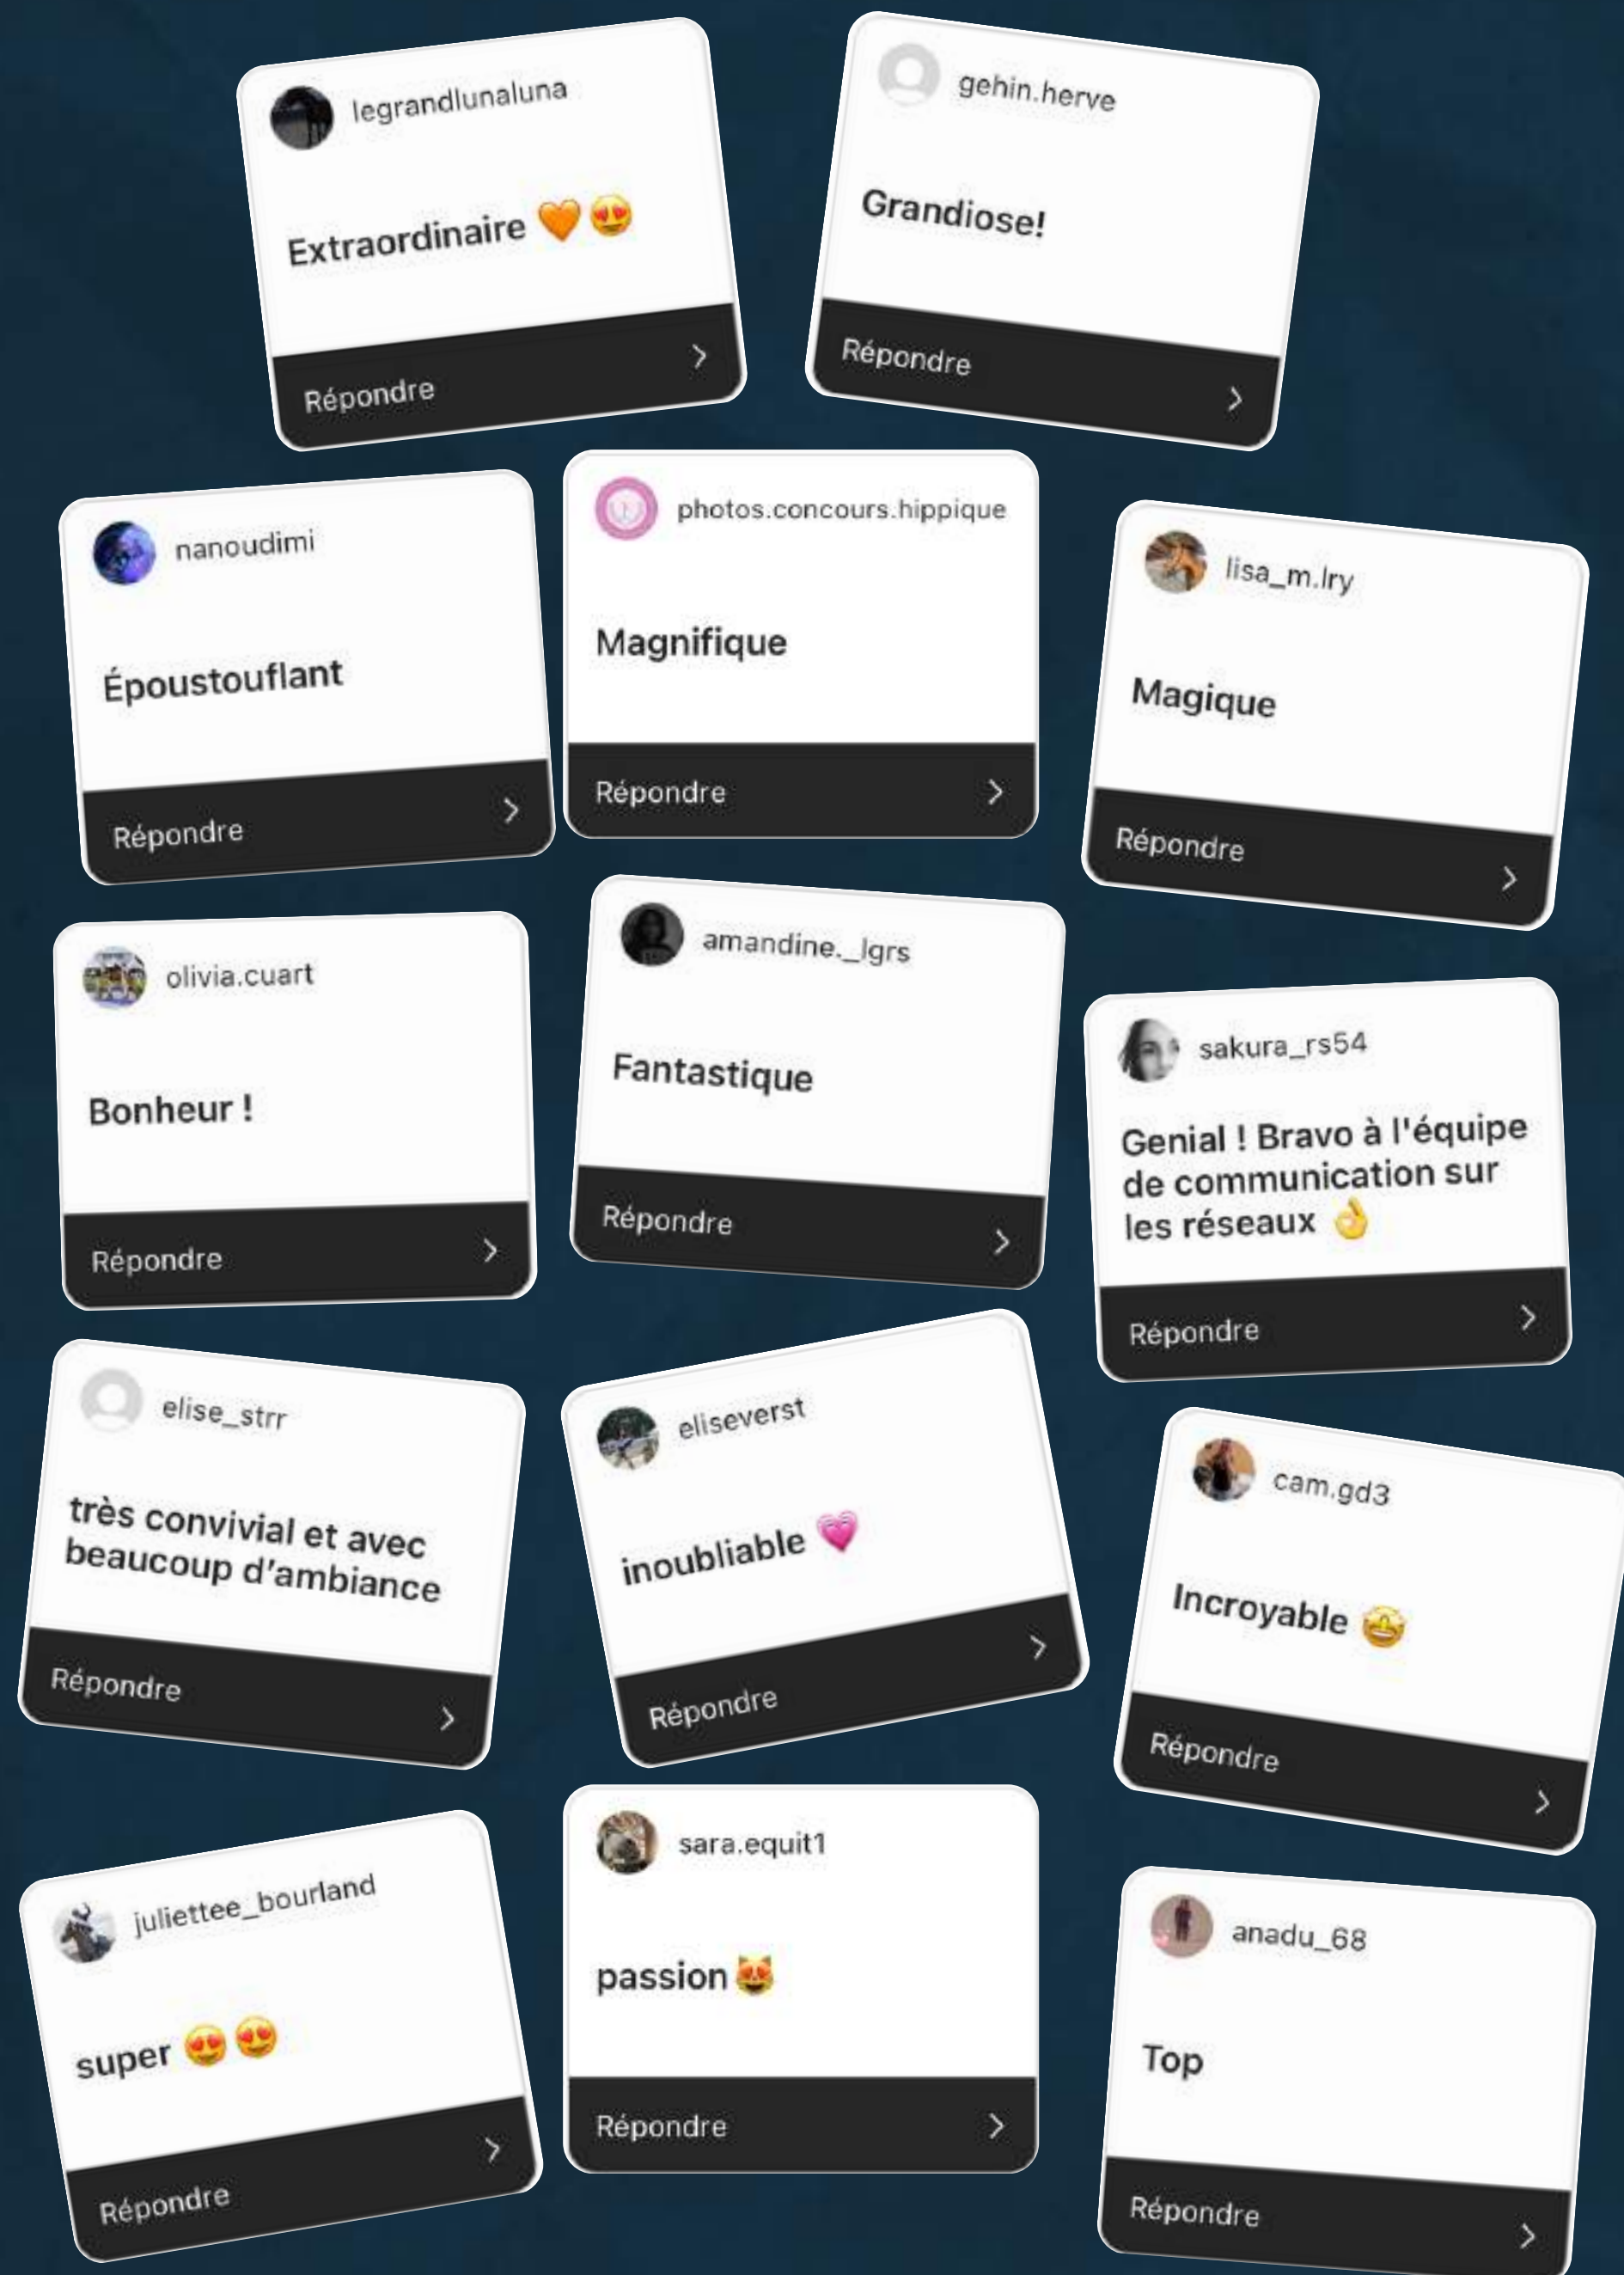 legrandlunaluna
Extraordinaire 🧡😍
Répondre
gehin.herve
Grandiose!
Répondre
nanoudimi
Époustouflant
Répondre
photos.concours.hippique
Magnifique
Répondre
lisa_m.lry
Magique
Répondre
olivia.cuart
Bonheur !
Répondre
amandine._lgrs
Fantastique
Répondre
sakura_rs54
Genial ! Bravo à l'équipe
de communication sur
les réseaux 👌
Répondre
elise_strr
très convivial et avec
beaucoup d’ambiance
Répondre
eliseverst
inoubliable 💗
Répondre
cam.gd3
Incroyable 🤩
Répondre
juliettee_bourland
super 😍😍
Répondre
sara.equit1
passion😻
Répondre
anadu_68
Top
Répondre